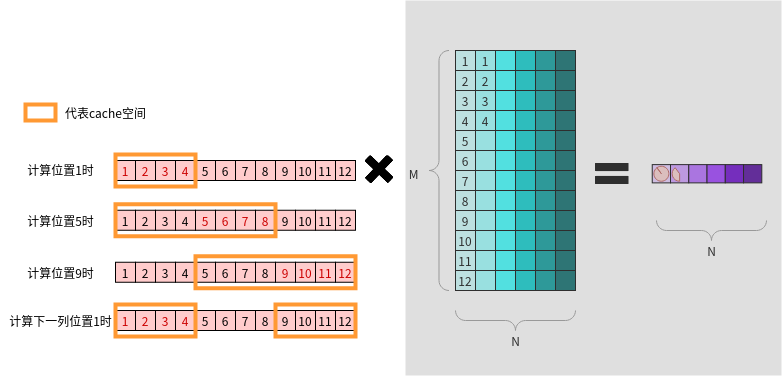 代表cache空间
计算位置1时 1 2 3 4 5 6 7 8 9 10 11 12
计算位置5时 1 2 3 4 5 6 7 8 9 10 11 12
计算位置9时 1 2 3 4 5 6 7 8 9 10 11 12
计算下一列位置1时 1 2 3 4 5 6 7 8 9 10 11 12
M
1 1
2 2
3 3
4 4
5
6
7
8
9
10
11
12
N
N